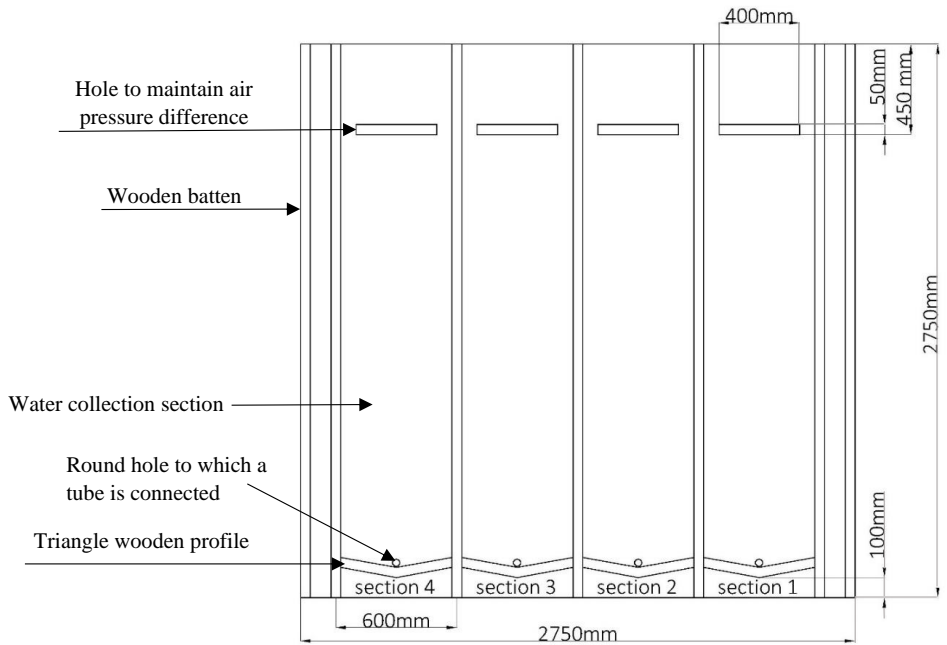 400mm
50mm
450 mm
Hole to maintain air
pressure difference
Wooden batten
2750mm
Water collection section
Round hole to which a
tube is connected
Triangle wooden profile
100mm
section 4
section 3
section 2
section 1
600mm
2750mm